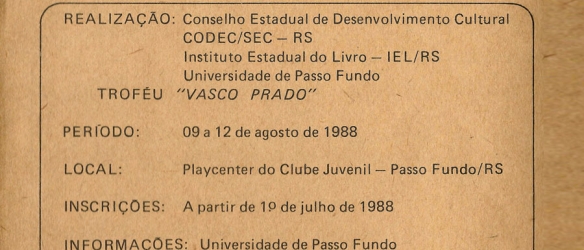 REALIZAÇÃO: Conselho Estadual de Desenvolvimento Cultural
CODEC/SEC – RS
Instituto Estadual do Livro – IEL/RS
Universidade de Passo Fundo
TROFÉU "VASCO PRADO"
PERÍODO: 09 a 12 de agosto de 1988
LOCAL: Playcenter do Clube Juvenil – Passo Fundo/RS
INSCRIÇÕES: A partir de 1º de julho de 1988
INFORMAÇÕES: Universidade de Passo Fundo